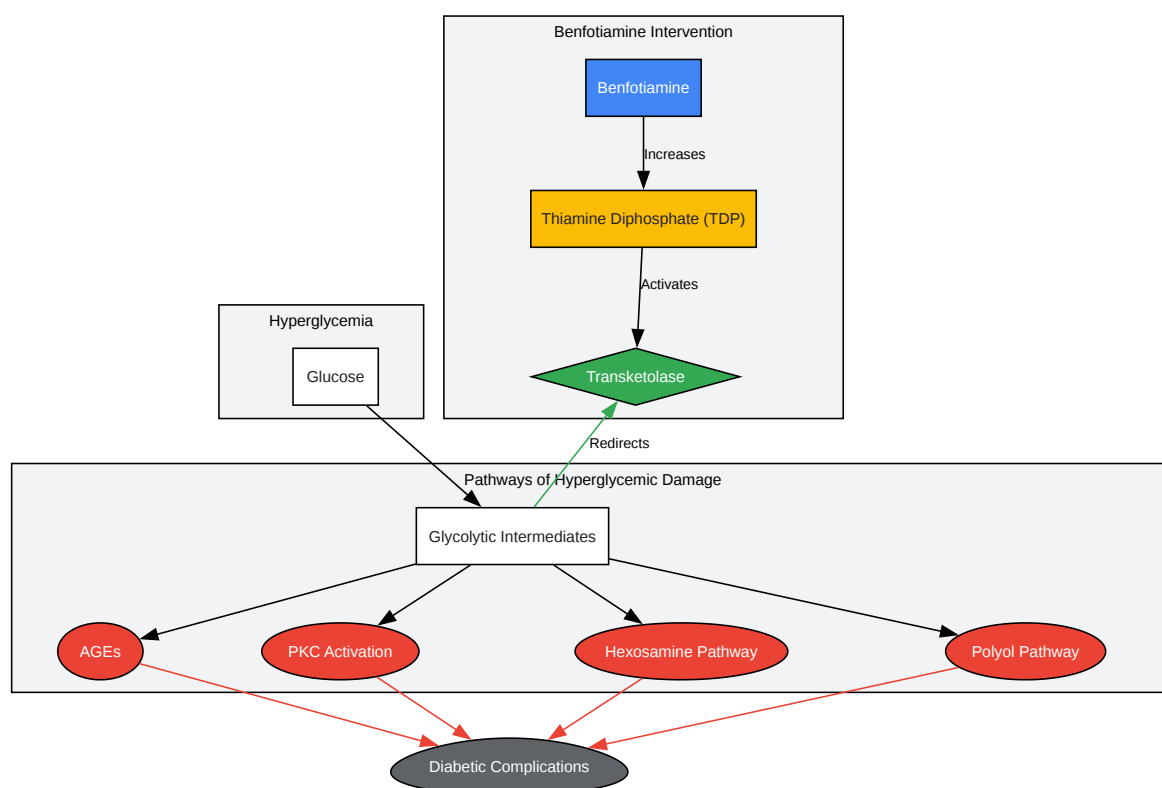 Benfotiamine Intervention
Benfotiamine
Increases
Thiamine Diphosphate (TDP)
Activates
Hyperglycemia
Glucose
Transketolase
Redirects
Pathways of Hyperglycemic Damage
Glycolytic Intermediates
AGEs
PKC Activation
Hexosamine Pathway
Polyol Pathway
Diabetic Complications